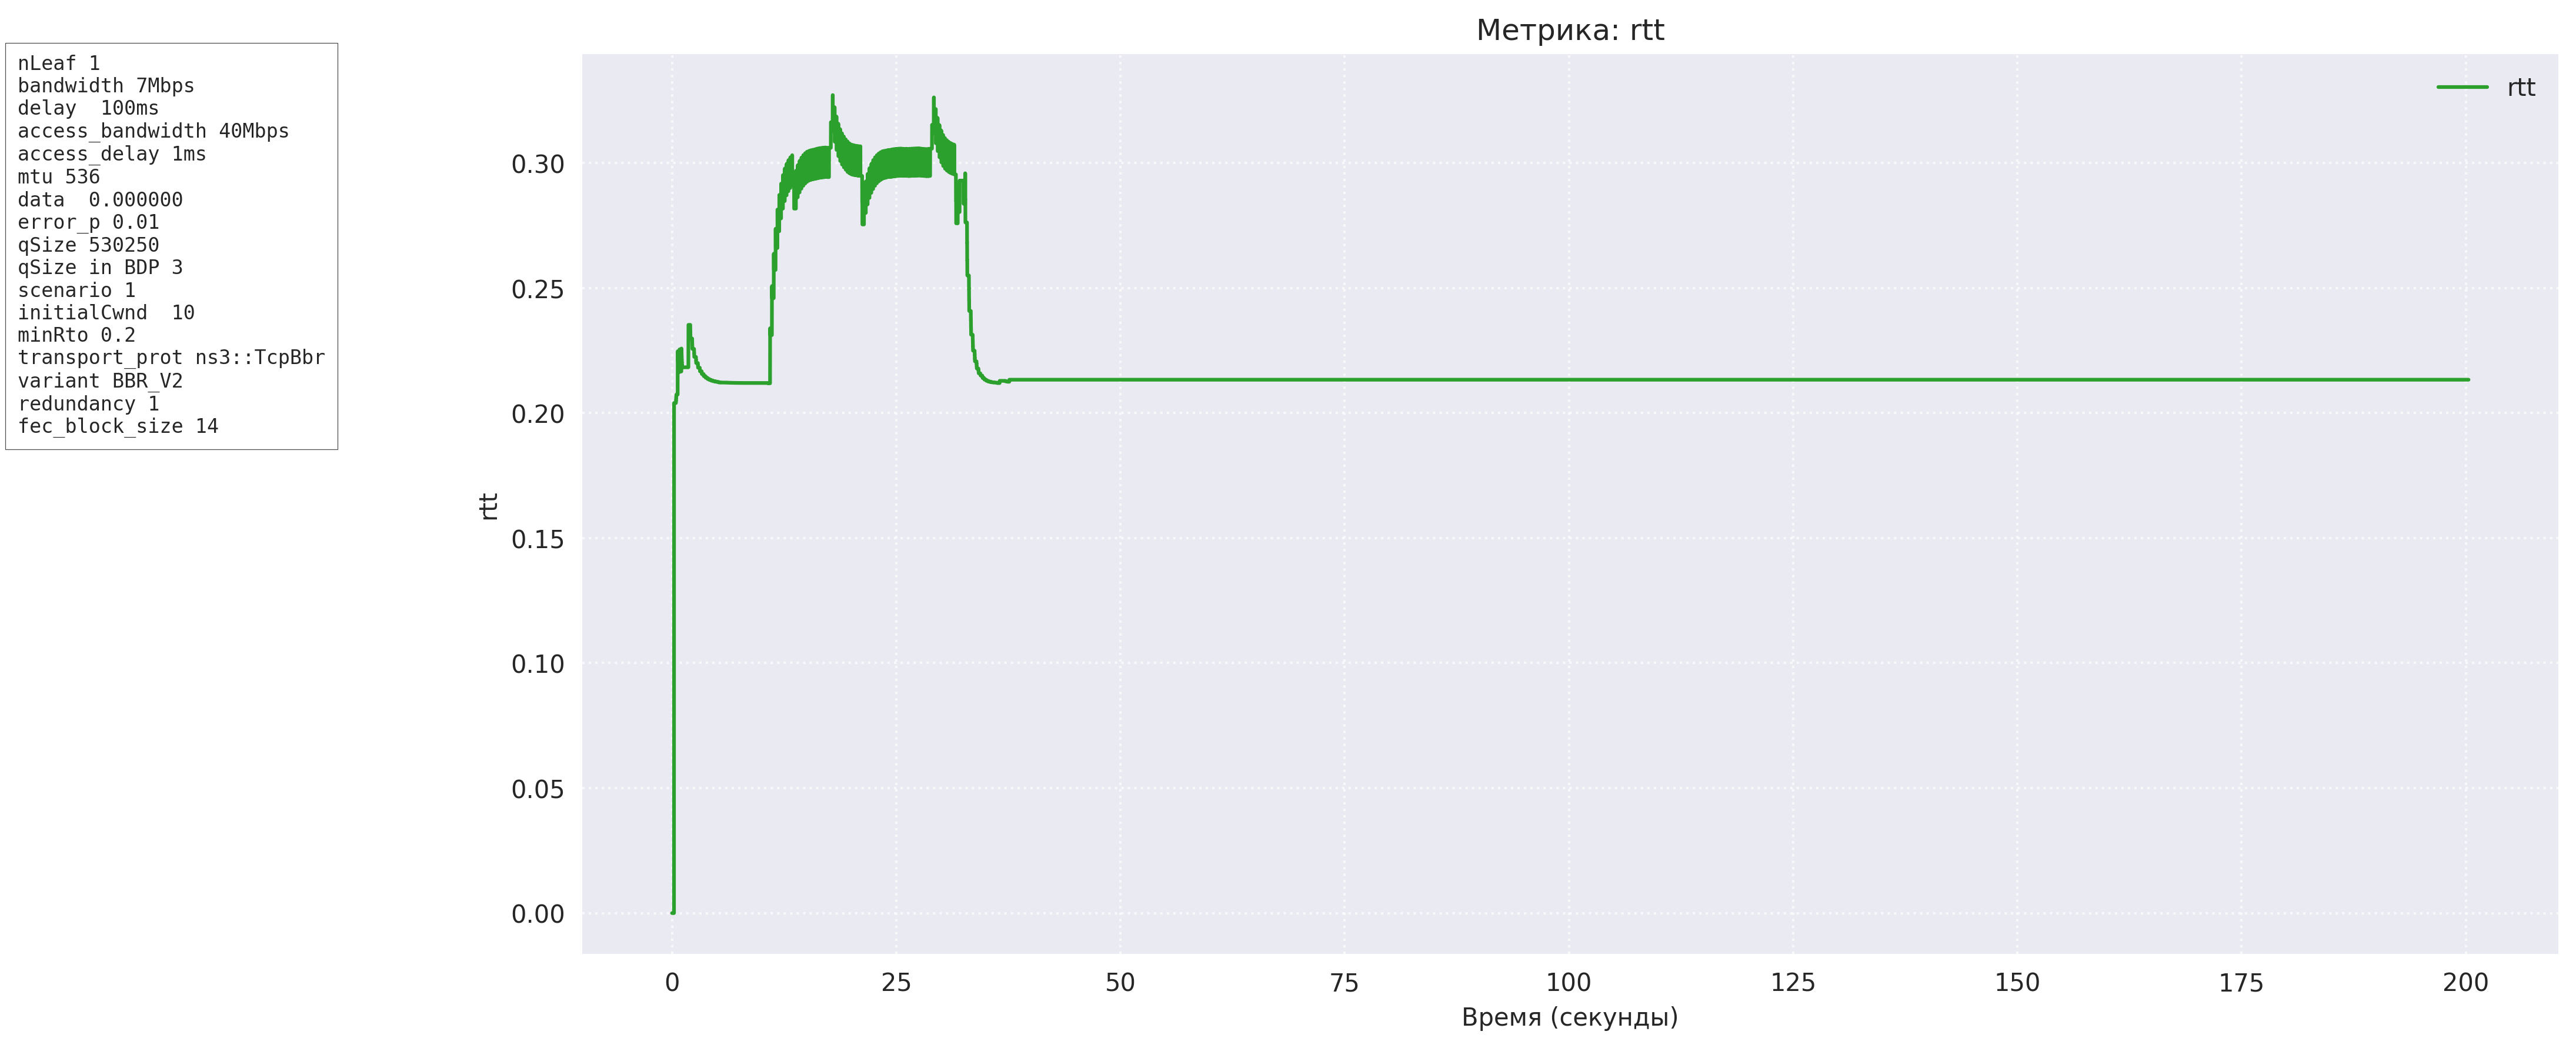 Метрика: rtt
nLeaf 1
bandwidth 7Mbps
delay  100ms
access_bandwidth 40Mbps
access_delay 1ms
mtu 536
data  0.000000
error_p 0.01
qSize 530250
qSize in BDP 3
scenario 1
initialCwnd  10
minRto 0.2
transport_prot ns3::TcpBbr
variant BBR_V2
redundancy 1
fec_block_size 14
rtt
rtt
0.30
0.25
0.20
0.15
0.10
0.05
0.00
0 25 50 75 100 125 150 175 200
Время (секунды)